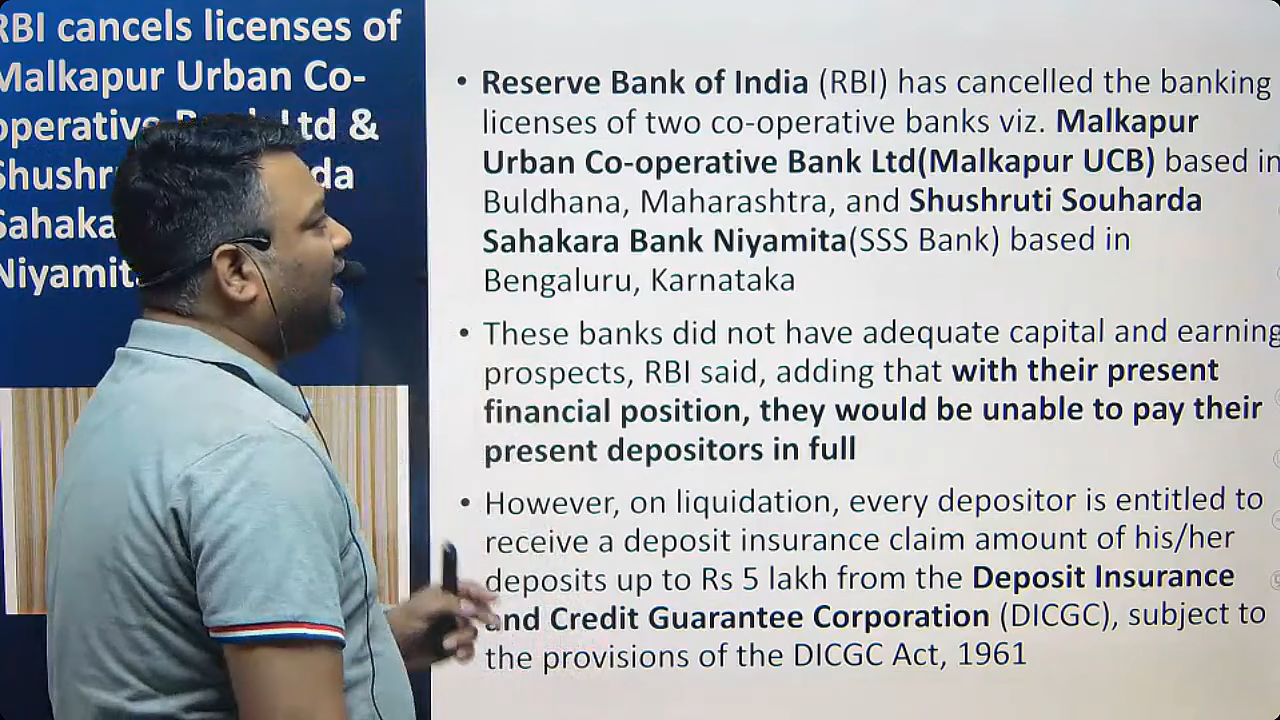 RBI cancels licenses of
Malkapur Urban Co-
operative Ltd &
Sahaka
Niyamit
• Reserve Bank of India (RBI) has cancelled the banking
licenses of two co-operative banks viz. Malkapur
Urban Co-operative Bank Ltd(Malkapur UCB) based in
Buldhana, Maharashtra, and Shushruti Souharda
Sahakara Bank Niyamita(SSS Bank) based in
Bengaluru, Karnataka
• These banks did not have adequate capital and earning
prospects, RBI said, adding that with their present
financial position, they would be unable to pay their
present depositors in full
• However, on liquidation, every depositor is entitled to
receive a deposit insurance claim amount of his/her
deposits up to Rs 5 lakh from the Deposit Insurance
and Credit Guarantee Corporation (DICGC), subject to
the provisions of the DICGC Act, 1961